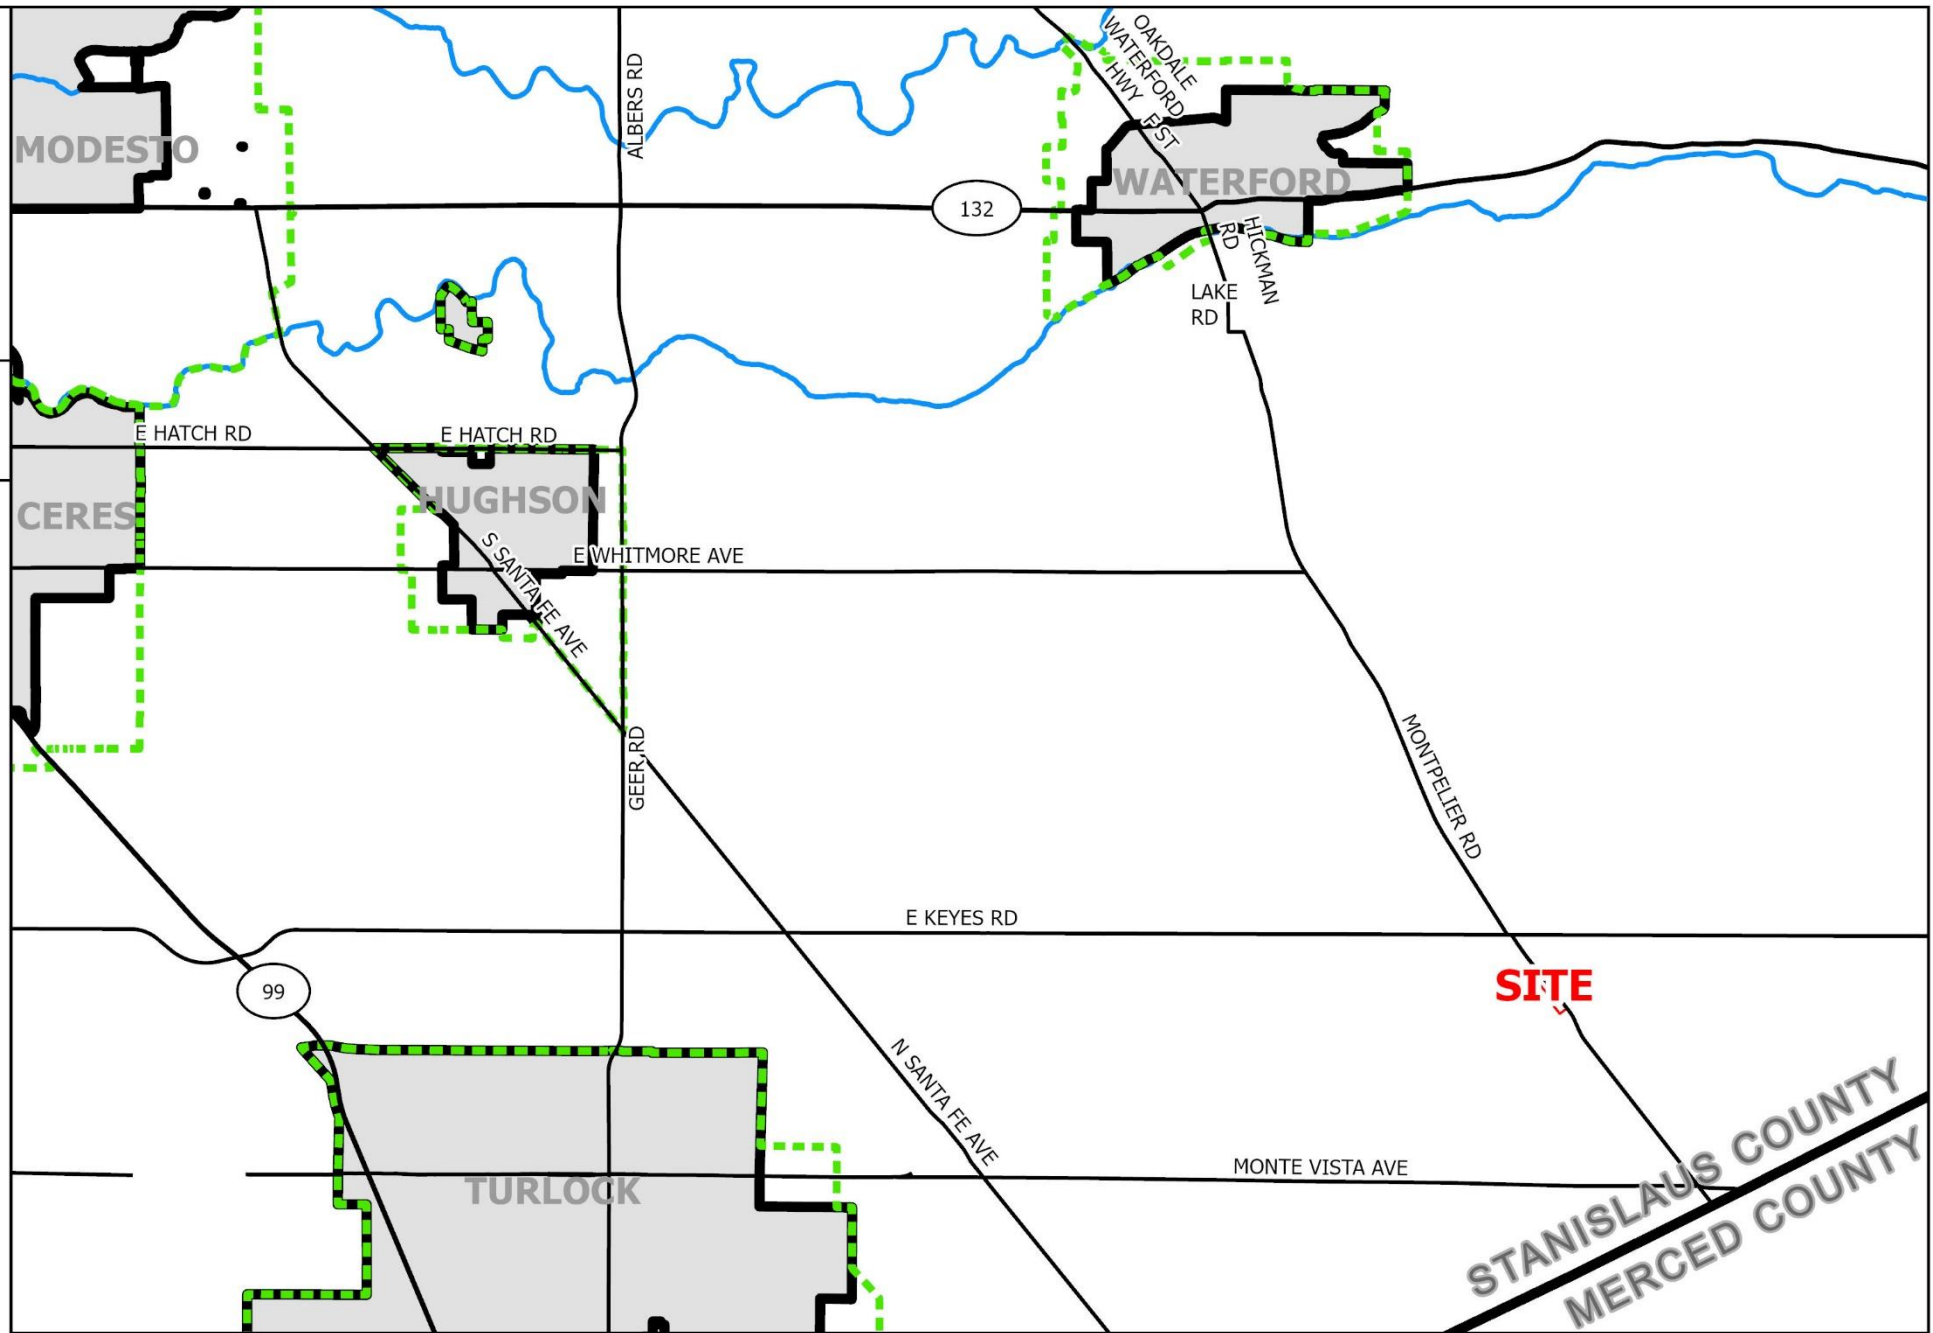 OAKDALE
WATERFORD
HWY
F ST
ALBERS RD
MODESTO
WATERFORD
132
HICKMAN
RD
LAKE
RD
E HATCH RD
E HATCH RD
HUGHSON
CERES
S SANTA FE AVE
E WHITMORE AVE
GEER RD
MONTPELIER RD
E KEYES RD
99
SITE
N SANTA FE AVE
MONTE VISTA AVE
TURLOCK
STANISLAUS COUNTY
MERCED COUNTY